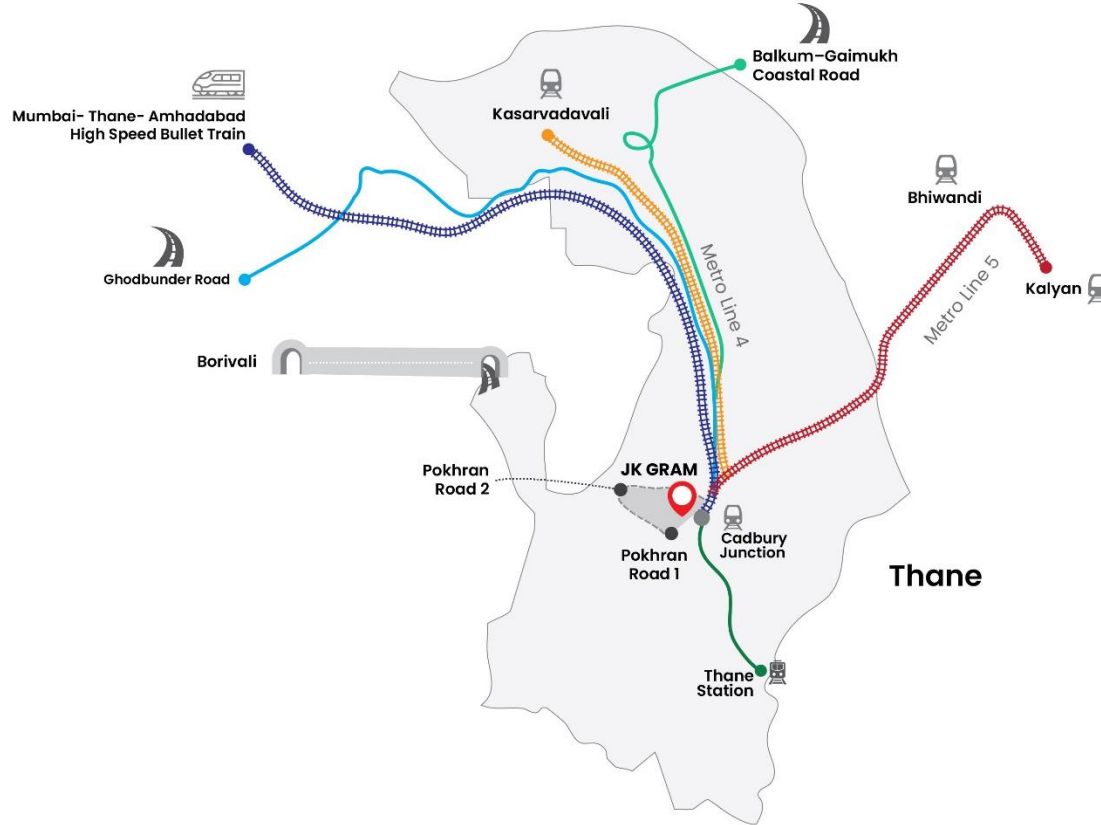 Balkum–Gaimukh
Coastal Road
Mumbai- Thane- Amhadabad
High Speed Bullet Train
Kasarvadavali
Bhiwandi
Ghodbunder Road
Metro Line 4
Metro Line 5
Kalyan
Borivali
Pokhran
Road 2
JK GRAM
Cadbury
Junction
Pokhran
Road 1
Thane
Thane
Station